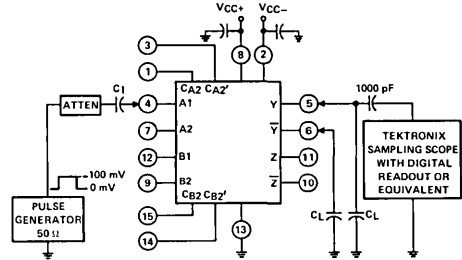 VCC+
VCC−
3
8
2
1
CA2 CA2'
1000 pF
C1
ATTEN
4
A1
Y
5
7
A2
Y̅
6
12
B1
Z
11
9
B2
Z̅
10
CB2 CB2'
TEKTRONIX
SAMPLING SCOPE
WITH DIGITAL
READOUT OR
EQUIVALENT
100 mV
0 mV
PULSE
GENERATOR
50 Ω
15
14
13
CL
CL